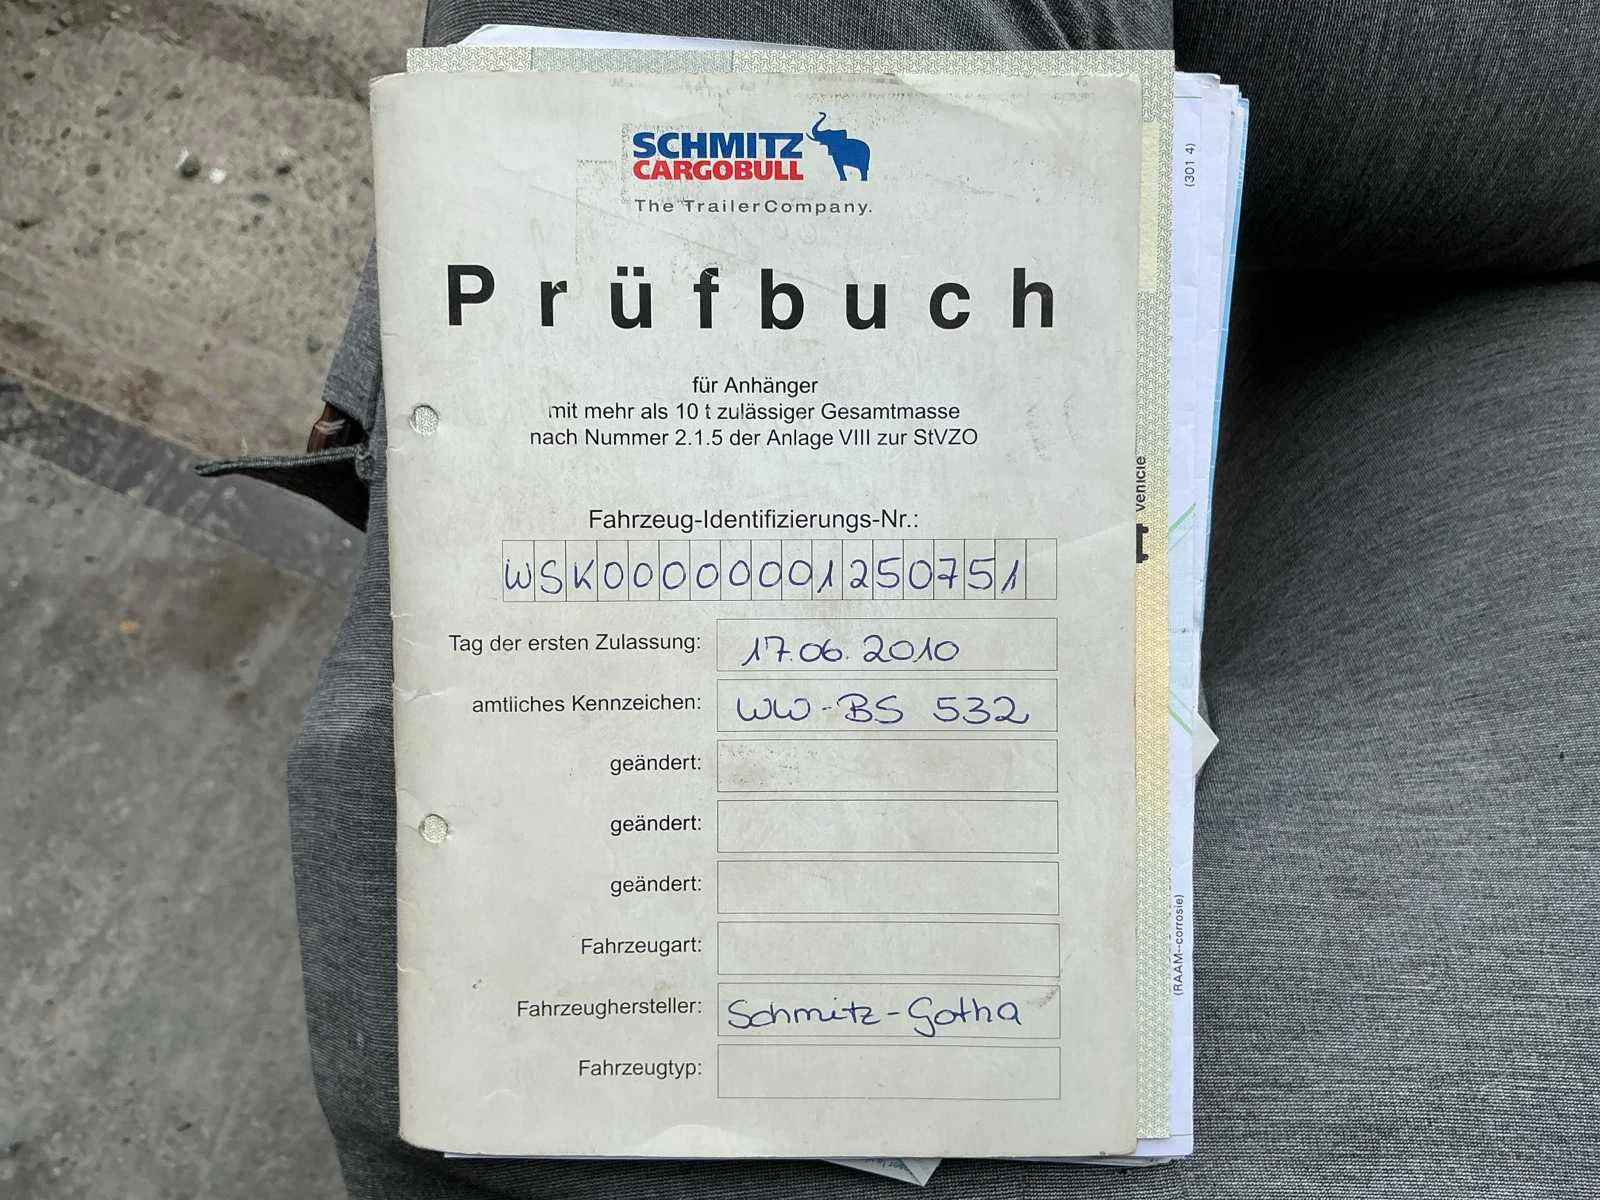 (301 4)
SCHMITZ
CARGOBULL
The TrailerCompany.
Prüfbuch
für Anhänger
mit mehr als 10 t zulässiger Gesamtmasse
nach Nummer 2.1.5 der Anlage VIII zur StVZO
Fahrzeug-Identifizierungs-Nr.:
WSK00000001250751
Tag der ersten Zulassung: 17.06.2010
amtliches Kennzeichen: WW-BS 532
geändert:
geändert:
geändert:
Fahrzeugart:
Fahrzeughersteller: Schmitz-Gotha
Fahrzeugtyp:
(RAAM-corrosie)